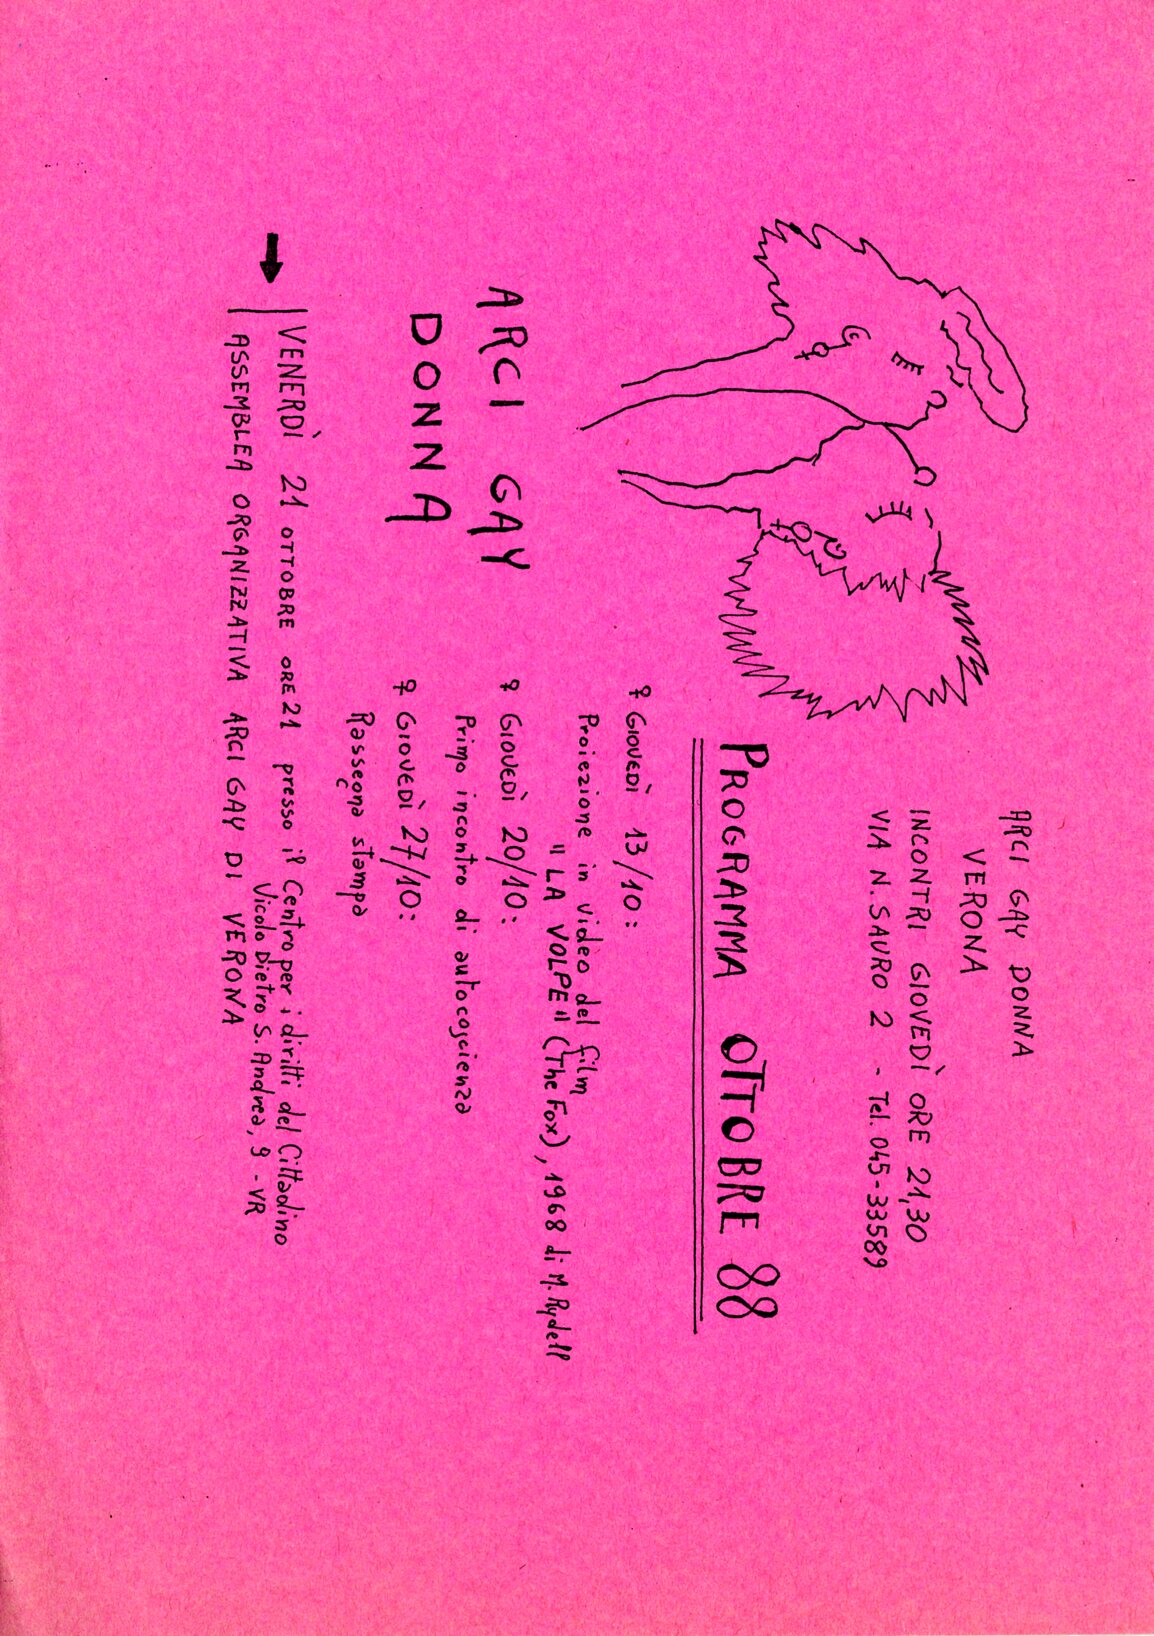 ARCI GAY DONNA
VERONA
INCONTRI GIOVEDÌ ORE 21,30
VIA N. SAURO 2 - Tel. 045-33589
PROGRAMMA OTTOBRE 88
♀ GIOVEDÌ 13/10:
Proiezione in video del film
"LA VOLPE" (The Fox), 1968 di M. Rydell
♀ GIOVEDÌ 20/10:
Primo incontro di autocoscienza
♀ GIOVEDÌ 27/10:
Rassegna stampa
ARCI GAY
DONNA
VENERDÌ 21 OTTOBRE ORE 21 presso il Centro per i diritti del Cittadino
Vicolo Dietro S. Andrea, 9 - VR
ASSEMBLEA ORGANIZZATIVA ARCI GAY DI VERONA